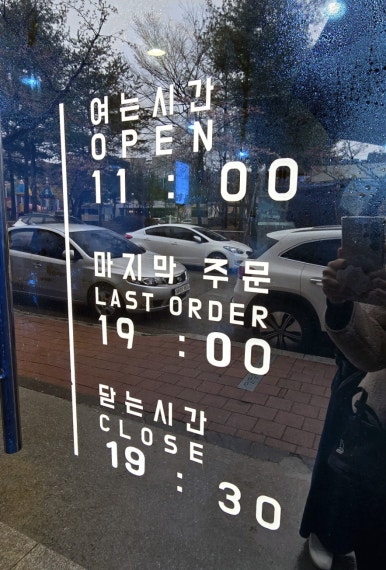 여는시간
OPEN
11 : 00
마지막 주문
LAST ORDER
19 : 00
닫는시간
CLOSE
19 : 30